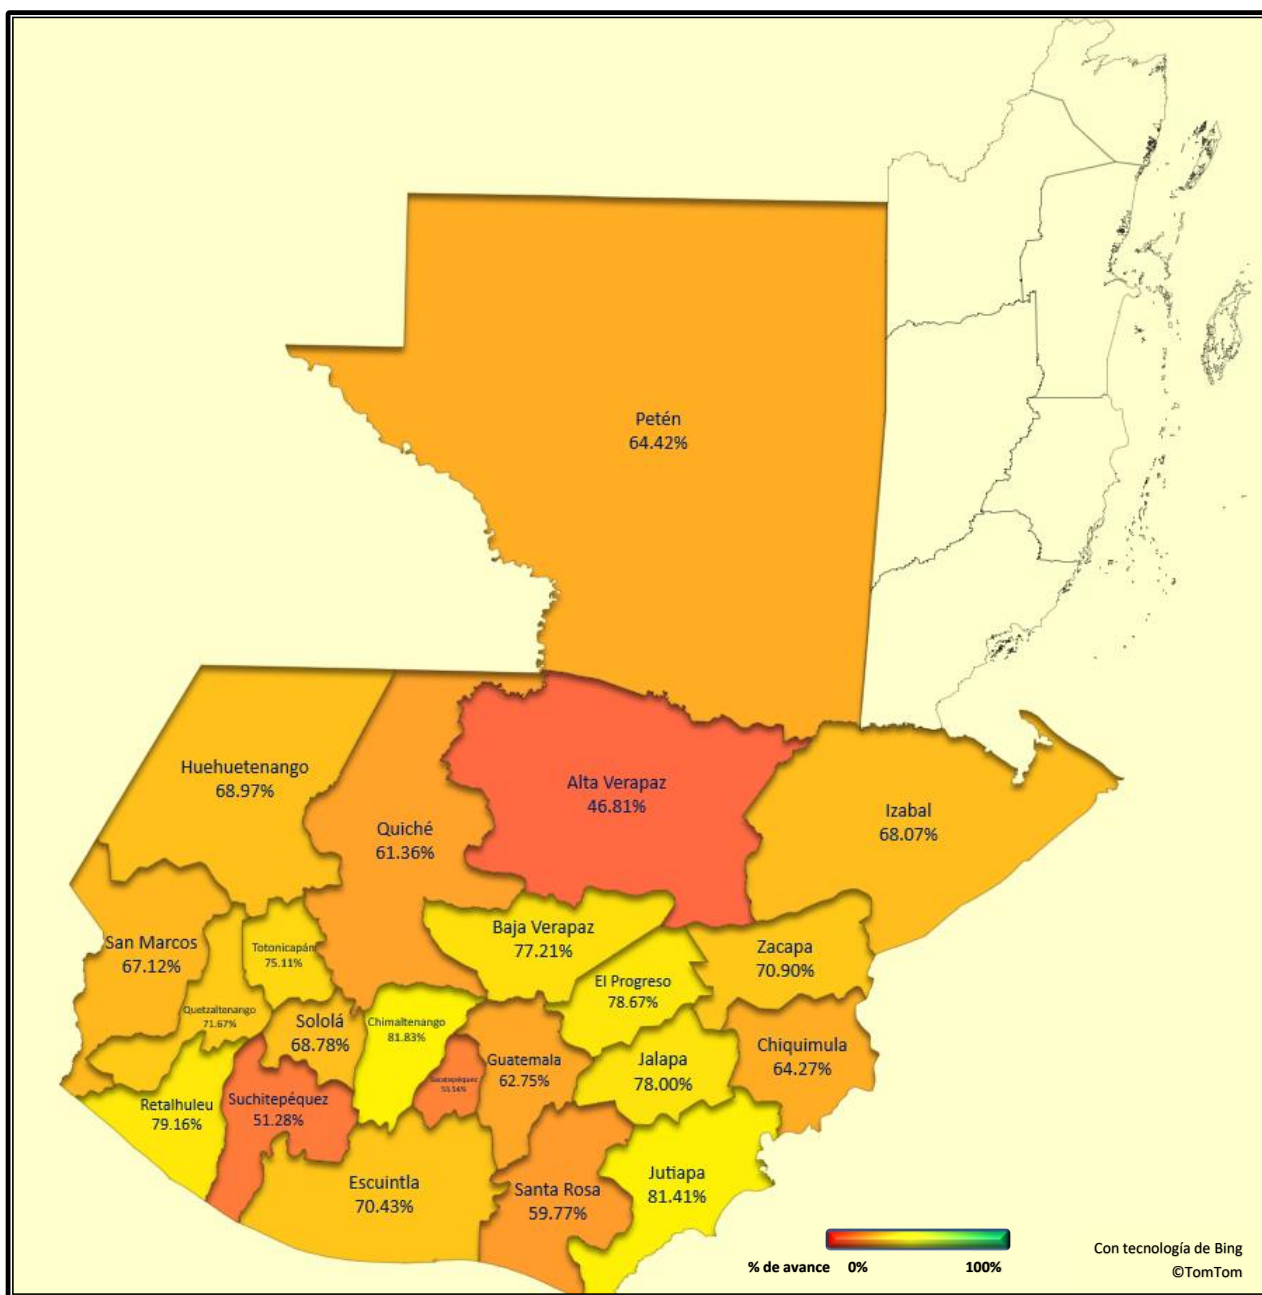 Petén
64.42%
Huehuetenango
68.97%
Alta Verapaz
46.81%
Izabal
68.07%
Quiché
61.36%
San Marcos
67.12%
Totonicapán
75.11%
Baja Verapaz
77.21%
Zacapa
70.90%
El Progreso
78.67%
Quetzaltenango
71.67%
Sololá
68.78%
Chimaltenango
81.83%
Guatemala
62.75%
Jalapa
78.00%
Chiquimula
64.27%
Sacatepéquez
53.54%
Retalhuleu
79.16%
Suchitepéquez
51.28%
Escuintla
70.43%
Santa Rosa
59.77%
Jutiapa
81.41%
% de avance 0% 100%
Con tecnología de Bing
©TomTom